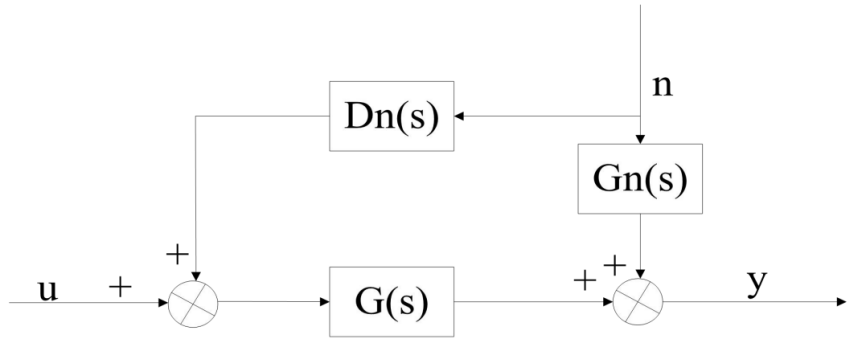 n
Dn(s)
Gn(s)
+ +
u + G(s) + y